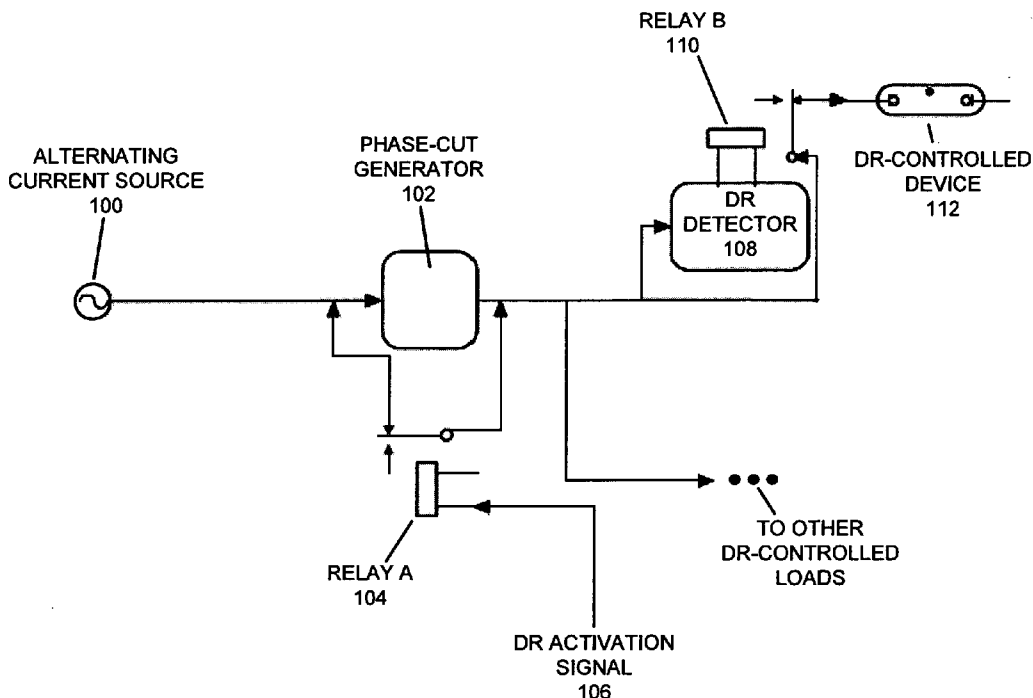 RELAY B
110
ALTERNATING
CURRENT SOURCE
100
PHASE-CUT
GENERATOR
102
DR-CONTROLLED
DEVICE
112
DR
DETECTOR
108
RELAY A
104
TO OTHER
DR-CONTROLLED
LOADS
DR ACTIVATION
SIGNAL
106